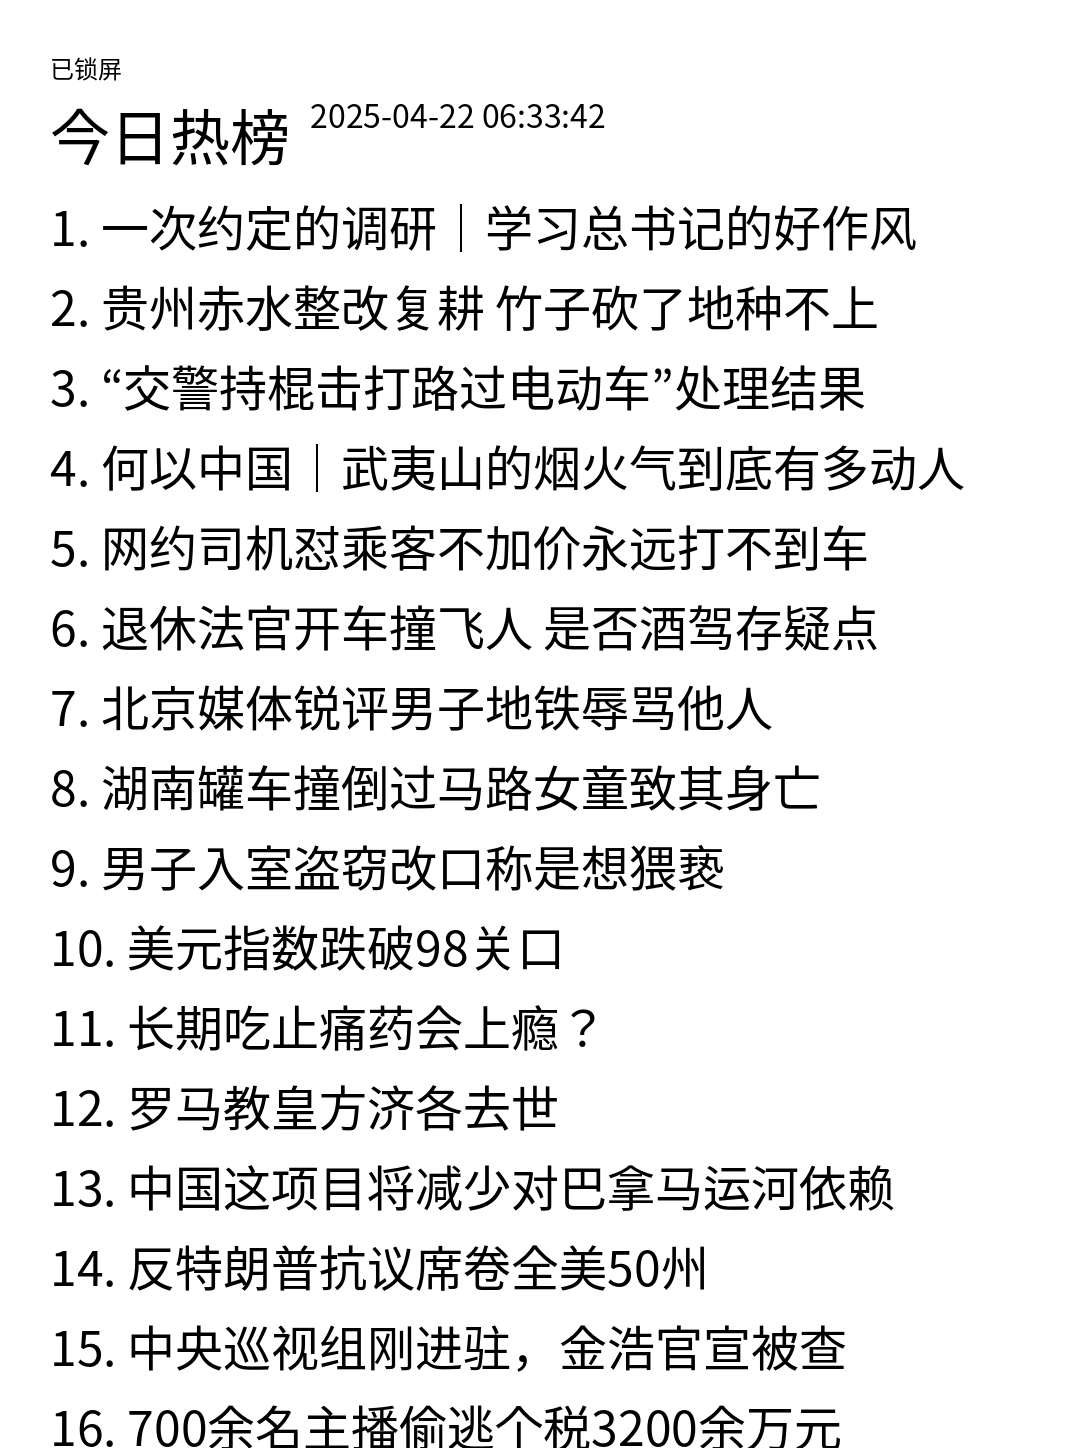 已锁屏
今日热榜 2025-04-22 06:33:42
1. 一次约定的调研｜学习总书记的好作风
2. 贵州赤水整改复耕 竹子砍了地种不上
3. “交警持棍击打路过电动车”处理结果
4. 何以中国｜武夷山的烟火气到底有多动人
5. 网约司机怼乘客不加价永远打不到车
6. 退休法官开车撞飞人 是否酒驾存疑点
7. 北京媒体锐评男子地铁辱骂他人
8. 湖南罐车撞倒过马路女童致其身亡
9. 男子入室盗窃改口称是想猥亵
10. 美元指数跌破98关口
11. 长期吃止痛药会上瘾？
12. 罗马教皇方济各去世
13. 中国这项目将减少对巴拿马运河依赖
14. 反特朗普抗议席卷全美50州
15. 中央巡视组刚进驻，金浩官宣被查
16. 700余名主播偷逃个税3200余万元